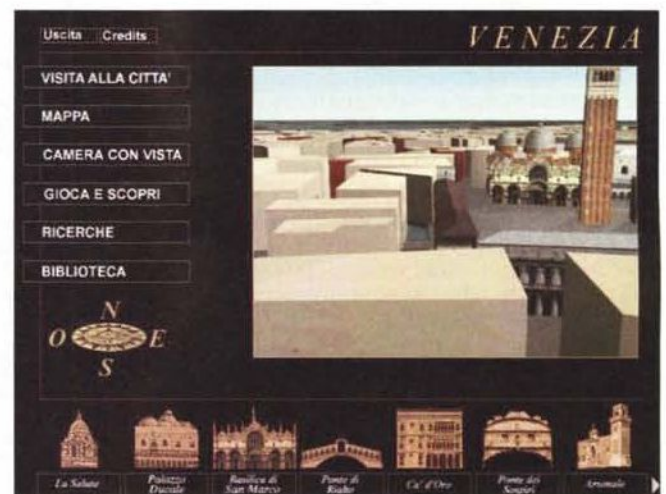 Uscita Credits
VENEZIA
VISITA ALLA CITTA'
MAPPA
CAMERA CON VISTA
GIOCA E SCOPRI
RICERCHE
BIBLIOTECA
N
O E
S
La Salute
Palazzo
Ducale
Basilica di
San Marco
Ponte di
Rialto
Ca' d'Oro
Ponte dei
Sospiri
Arsenale